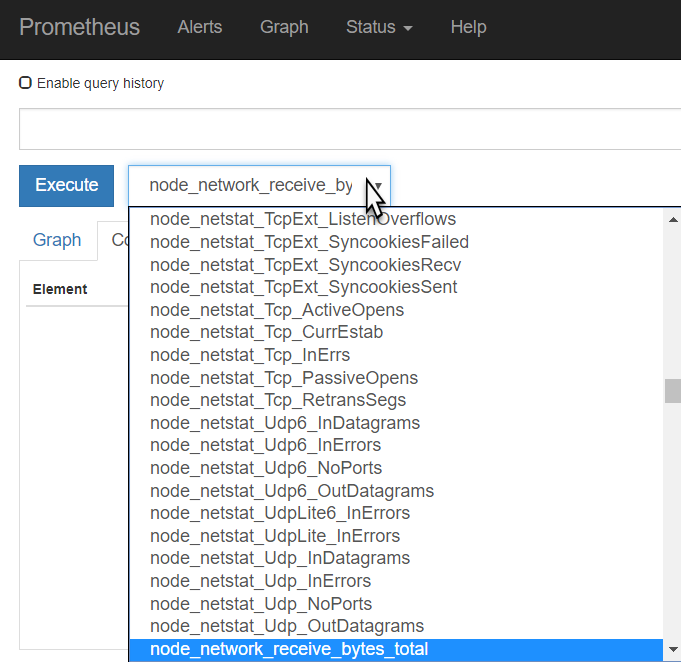 Prometheus Alerts Graph Status Help
Enable query history
Execute node_network_receive_by
node_netstat_TcpExt_ListenOverflows
Graph Co
node_netstat_TcpExt_SyncookiesFailed
node_netstat_TcpExt_SyncookiesRecv
Element
node_netstat_TcpExt_SyncookiesSent
node_netstat_Tcp_ActiveOpens
node_netstat_Tcp_CurrEstab
node_netstat_Tcp_InErrs
node_netstat_Tcp_PassiveOpens
node_netstat_Tcp_RetransSegs
node_netstat_Udp6_InDatagrams
node_netstat_Udp6_InErrors
node_netstat_Udp6_NoPorts
node_netstat_Udp6_OutDatagrams
node_netstat_UdpLite6_InErrors
node_netstat_UdpLite_InErrors
node_netstat_Udp_InDatagrams
node_netstat_Udp_InErrors
node_netstat_Udp_NoPorts
node_netstat_Udp_OutDatagrams
node_network_receive_bytes_total